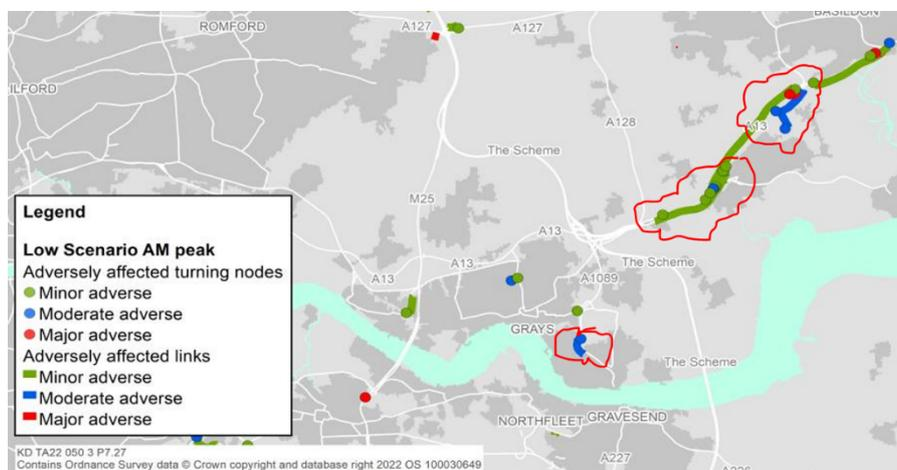 BASILDON
ROMFORD
A127
A127
A127
ILFORD
A128
A13
The Scheme
M25
Legend
Low Scenario AM peak
Adversely affected turning nodes
Minor adverse
Moderate adverse
Major adverse
Adversely affected links
Minor adverse
Moderate adverse
Major adverse
A13
A13
A13
The Scheme
A1089
GRAYS
The Scheme
NORTHFLEET
GRAVESEND
A227
A226
KD TA22 050 3 P7.27
Contains Ordnance Survey data © Crown copyright and database right 2022 OS 100030649